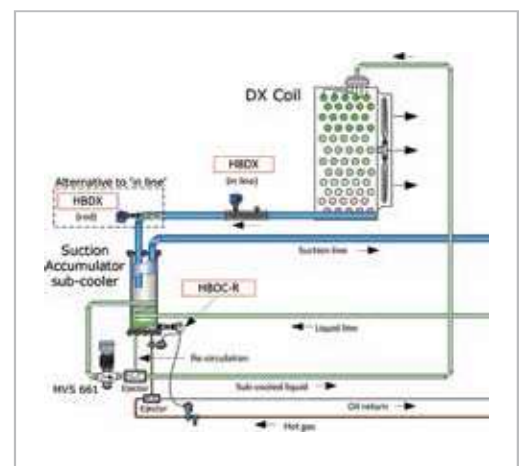 DX Coil
HBDX
(in line)
Alternative to 'in line'
HBDX
(rod)
Suction
Accumulator
sub-cooler
Suction line
HBOC-R
Liquid line
Re-circulation
MVS 661
Ejector
Sub-cooled liquid
Ejector
Oil return
Hot gas